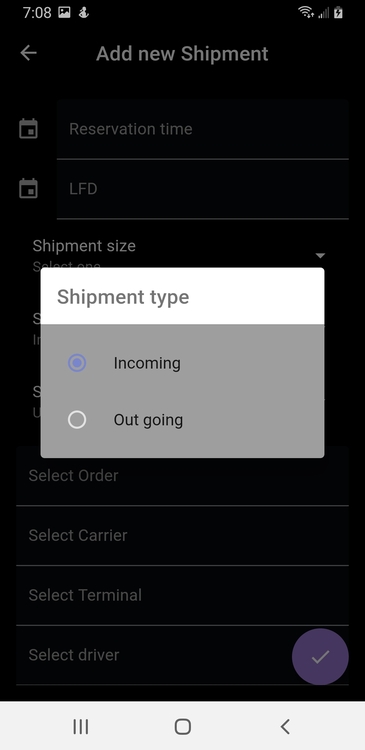 7:08
Add new Shipment
Reservation time
LFD
Shipment size
Select one
Shipment type
Incoming
Out going
Select Order
Select Carrier
Select Terminal
Select driver